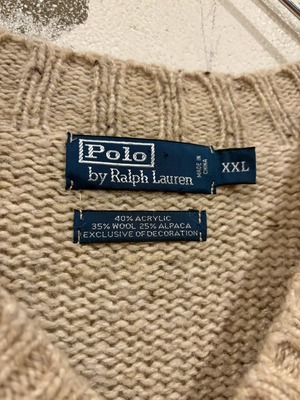 Polo
by Ralph Lauren
MADE IN
CHINA
XXL
40% ACRYLIC
35% WOOL 25% ALPACA
EXCLUSIVE OF DECORATION